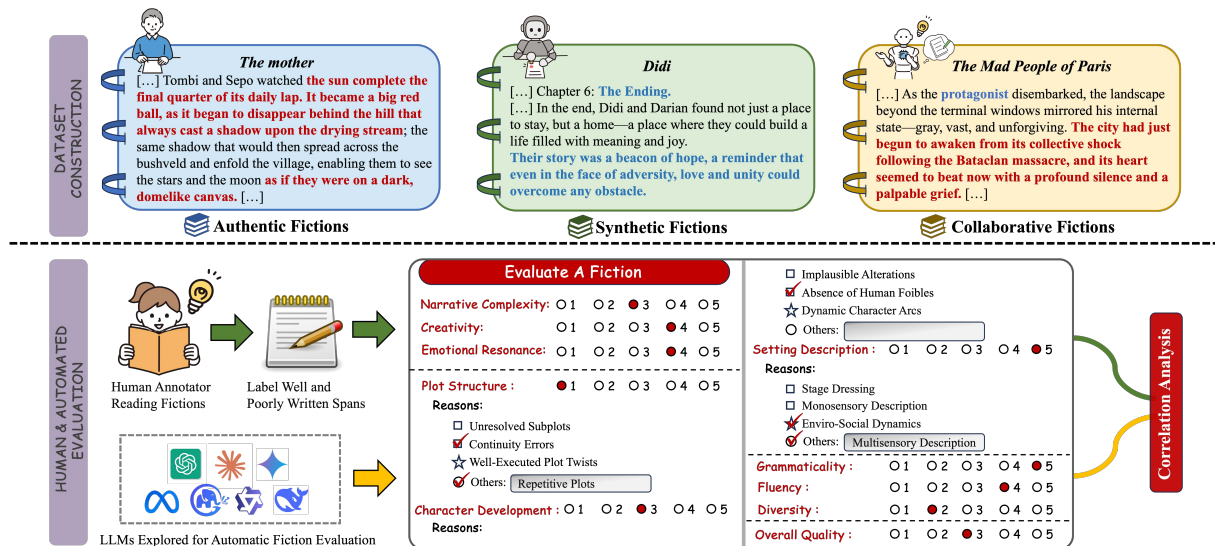 DATASET
CONSTRUCTION
The mother
[…] Tombi and Sepo watched the sun complete the
final quarter of its daily lap. It became a big red
ball, as it began to disappear behind the hill that
always cast a shadow upon the drying stream; the
same shadow that would then spread across the
bushveld and enfold the village, enabling them to see
the stars and the moon as if they were on a dark,
domelike canvas. […]
Authentic Fictions
Didi
[…] Chapter 6: The Ending.
[…] In the end, Didi and Darian found not just a place
to stay, but a home—a place where they could build a
life filled with meaning and joy.
Their story was a beacon of hope, a reminder that
even in the face of adversity, love and unity could
overcome any obstacle.
Synthetic Fictions
The Mad People of Paris
[…] As the protagonist disembarked, the landscape
beyond the terminal windows mirrored his internal
state—gray, vast, and unforgiving. The city had just
begun to awaken from its collective shock
following the Bataclan massacre, and its heart
seemed to beat now with a profound silence and a
palpable grief. […]
Collaborative Fictions
HUMAN & AUTOMATED
EVALUATION
Human Annotator
Reading Fictions
Label Well and
Poorly Written Spans
LLMs Explored for Automatic Fiction Evaluation
Evaluate A Fiction
Narrative Complexity: 1 2 3 4 5
Creativity: 1 2 3 4 5
Emotional Resonance: 1 2 3 4 5
Plot Structure : 1 2 3 4 5
Reasons:
Unresolved Subplots
Continuity Errors
Well-Executed Plot Twists
Others: Repetitive Plots
Character Development : 1 2 3 4 5
Reasons:
Implausible Alterations
Absence of Human Foibles
Dynamic Character Arcs
Others:
Setting Description : 1 2 3 4 5
Reasons:
Stage Dressing
Monosensory Description
Enviro-Social Dynamics
Others: Multisensory Description
Grammaticality : 1 2 3 4 5
Fluency : 1 2 3 4 5
Diversity : 1 2 3 4 5
Overall Quality : 1 2 3 4 5
Correlation Analysis